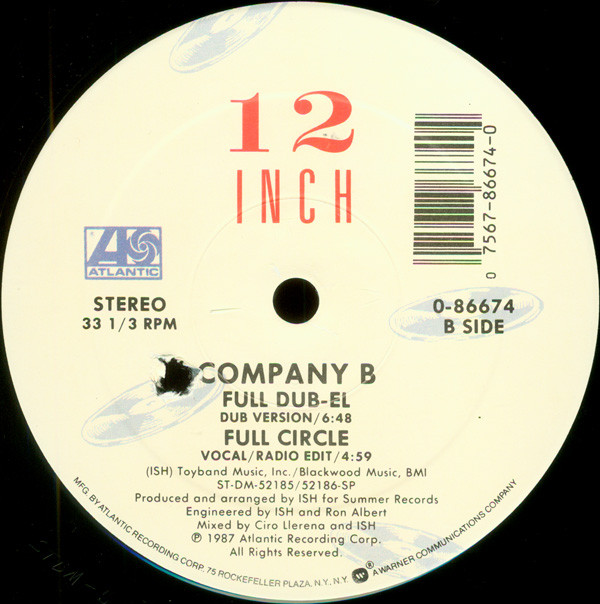 12
INCH
0 7567-86674-0
ATLANTIC
STEREO
33 1/3 RPM
0-86674
B SIDE
COMPANY B
FULL DUB-EL
DUB VERSION/6:48
FULL CIRCLE
VOCAL/RADIO EDIT/4:59
(ISH) Toyband Music, Inc./Blackwood Music, BMI
ST-DM-52185/52186-SP
Produced and arranged by ISH for Summer Records
Engineered by ISH and Ron Albert
Mixed by Ciro Llerena and ISH
℗ 1987 Atlantic Recording Corp.
All Rights Reserved.
MFG. BY ATLANTIC RECORDING CORP. 75 ROCKEFELLER PLAZA, N.Y., N.Y. ® A WARNER COMMUNICATIONS COMPANY